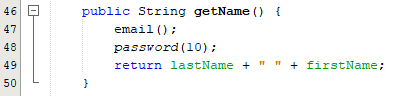 46 public String getName() {
47 email();
48 password(10);
49 return lastName + " " + firstName;
50 }